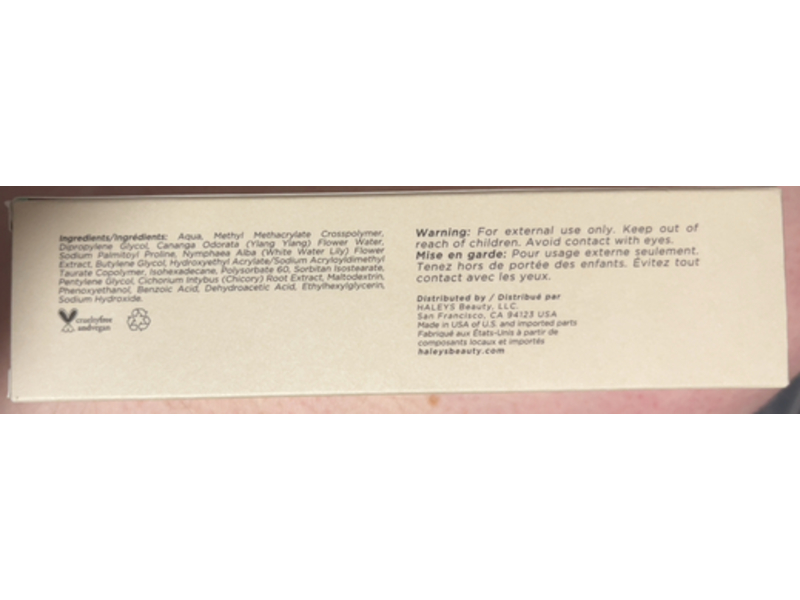 Ingredients/Ingrédients: Aqua, Methyl Methacrylate Crosspolymer,
Dipropylene Glycol, Cananga Odorata (Ylang Ylang) Flower Water,
Sodium Palmitoyl Proline, Nymphaea Alba (White Water Lily) Flower
Extract, Butylene Glycol, Hydroxyethyl Acrylate/Sodium Acryloyldimethyl
Taurate Copolymer, Isohexadecane, Polysorbate 60, Sorbitan Isostearate,
Pentylene Glycol, Cichorium Intybus (Chicory) Root Extract, Maltodextrin,
Phenoxyethanol, Benzoic Acid, Dehydroacetic Acid, Ethylhexylglycerin,
Sodium Hydroxide.
crueltyfree
andvegan
Warning: For external use only. Keep out of
reach of children. Avoid contact with eyes.
Mise en garde: Pour usage externe seulement.
Tenez hors de portée des enfants. Évitez tout
contact avec les yeux.
Distributed by / Distribué par
HALEYS Beauty, LLC.
San Francisco, CA 94123 USA
Made in USA of U.S. and imported parts
Fabriqué aux États-Unis à partir de
composants locaux et importés
haleysbeauty.com